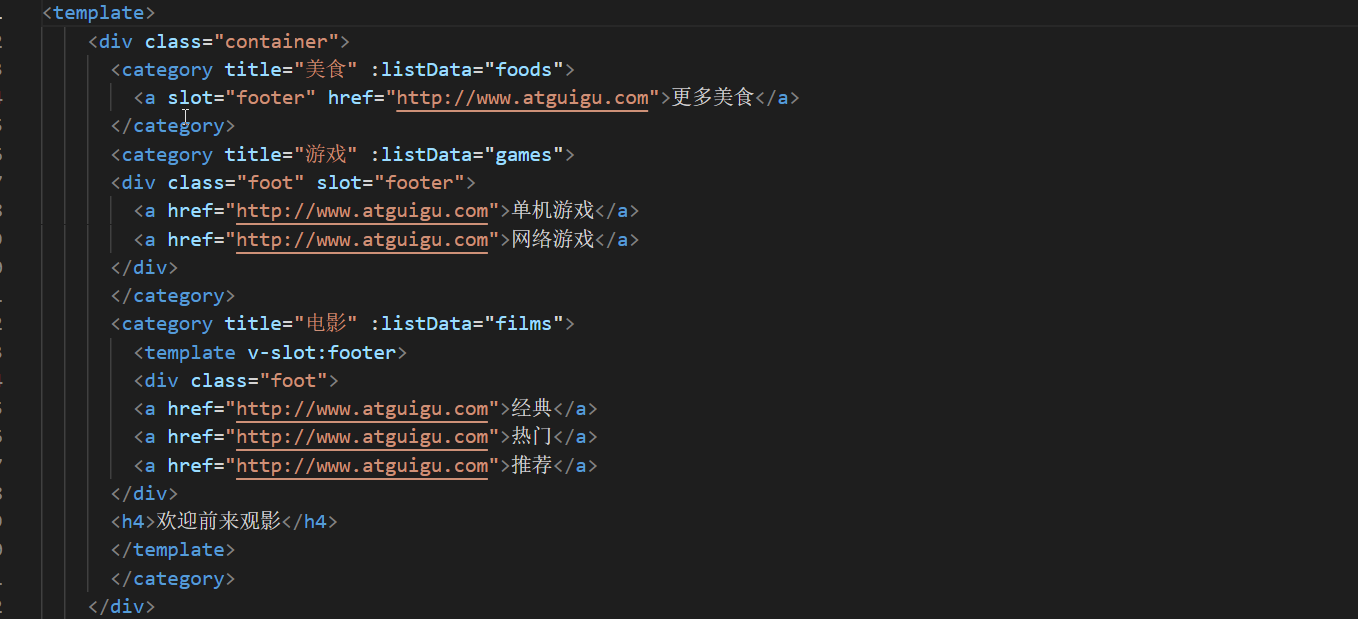 <template>
<div class="container">
<category title="美食" :listData="foods">
<a slot="footer" href="http://www.atguigu.com">更多美食</a>
</category>
<category title="游戏" :listData="games">
<div class="foot" slot="footer">
<a href="http://www.atguigu.com">单机游戏</a>
<a href="http://www.atguigu.com">网络游戏</a>
</div>
</category>
<category title="电影" :listData="films">
<template v-slot:footer>
<div class="foot">
<a href="http://www.atguigu.com">经典</a>
<a href="http://www.atguigu.com">热门</a>
<a href="http://www.atguigu.com">推荐</a>
</div>
<h4>欢迎前来观影</h4>
</template>
</category>
</div>